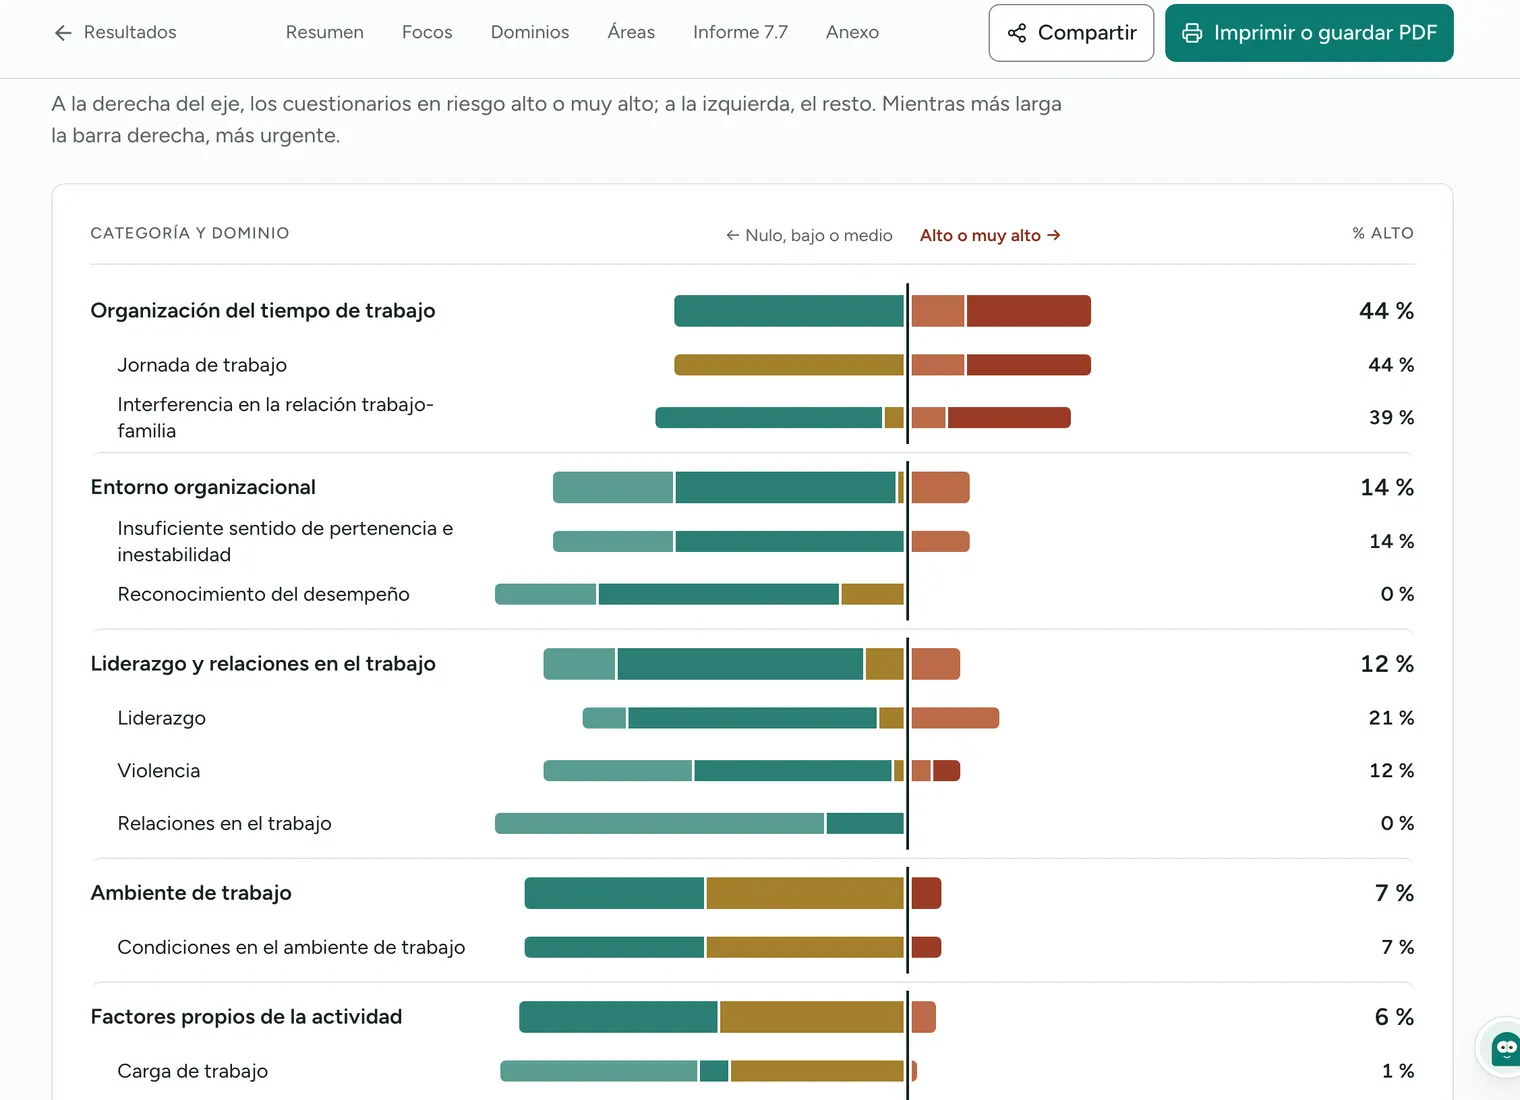 ← Resultados
Resumen
Focos
Dominios
Áreas
Informe 7.7
Anexo
Compartir
Imprimir o guardar PDF
A la derecha del eje, los cuestionarios en riesgo alto o muy alto; a la izquierda, el resto. Mientras más larga
la barra derecha, más urgente.
CATEGORÍA Y DOMINIO
← Nulo, bajo o medio
Alto o muy alto →
% ALTO
Organización del tiempo de trabajo
44 %
Jornada de trabajo
44 %
Interferencia en la relación trabajo-
familia
39 %
Entorno organizacional
14 %
Insuficiente sentido de pertenencia e
inestabilidad
14 %
Reconocimiento del desempeño
0 %
Liderazgo y relaciones en el trabajo
12 %
Liderazgo
21 %
Violencia
12 %
Relaciones en el trabajo
0 %
Ambiente de trabajo
7 %
Condiciones en el ambiente de trabajo
7 %
Factores propios de la actividad
6 %
Carga de trabajo
1 %